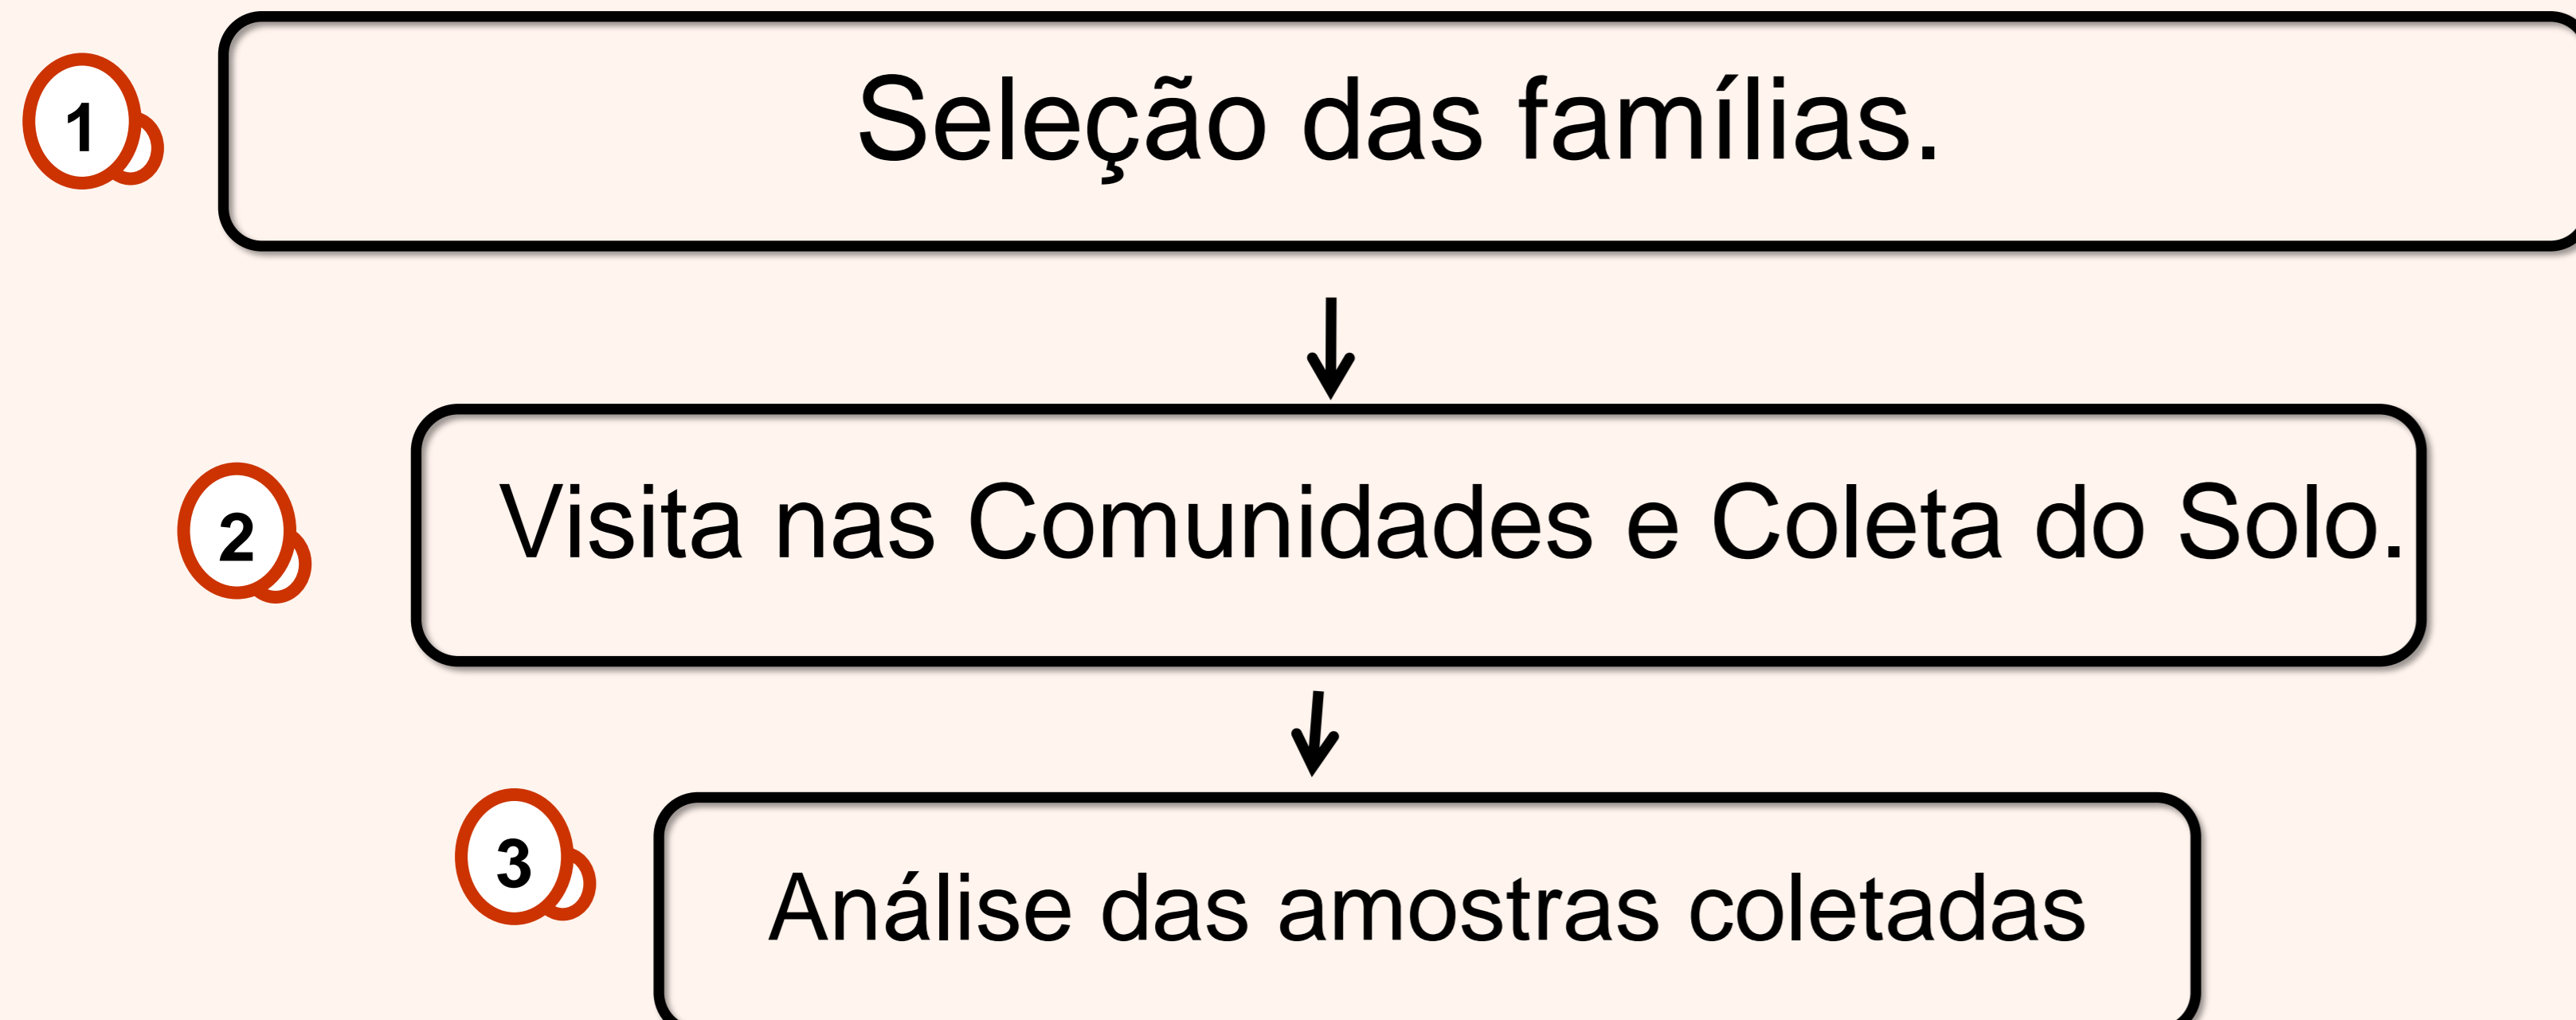 1
Seleção das famílias.
2
Visita nas Comunidades e Coleta do Solo.
3
Análise das amostras coletadas